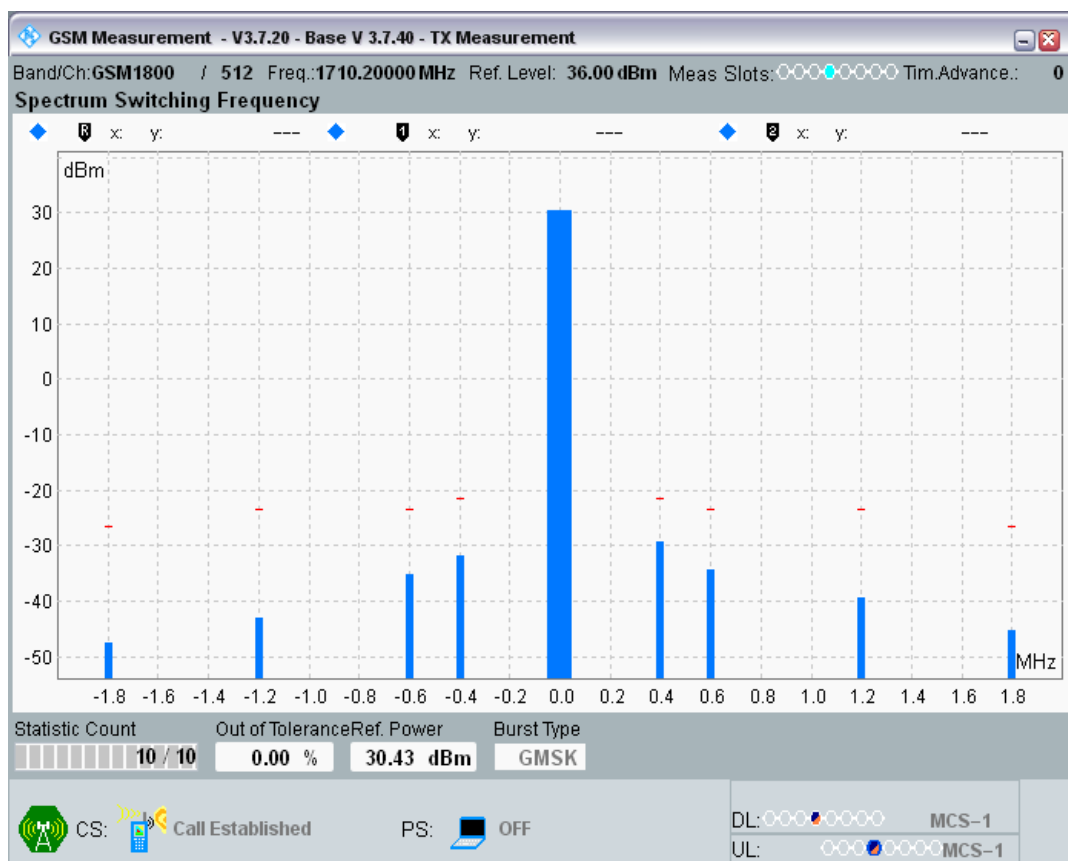 GSM Measurement - V3.7.20 - Base V 3.7.40 - TX Measurement
Band/Ch:GSM1800 / 512 Freq.:1710.20000MHz Ref. Level: 36.00dBm Meas Slots: Tim.Advance.: 0
Spectrum Switching Frequency
R x: y: --- 1 x: y: --- 2 x: y: ---
dBm
30
20
10
0
-10
-20
-30
-40
-50
MHz
-1.8 -1.6 -1.4 -1.2 -1.0 -0.8 -0.6 -0.4 -0.2 0.0 0.2 0.4 0.6 0.8 1.0 1.2 1.4 1.6 1.8
Statistic Count Out of Tolerance Ref. Power Burst Type
10 / 10 0.00 % 30.43 dBm GMSK
CS: Call Established PS: OFF DL: MCS-1
UL: MCS-1